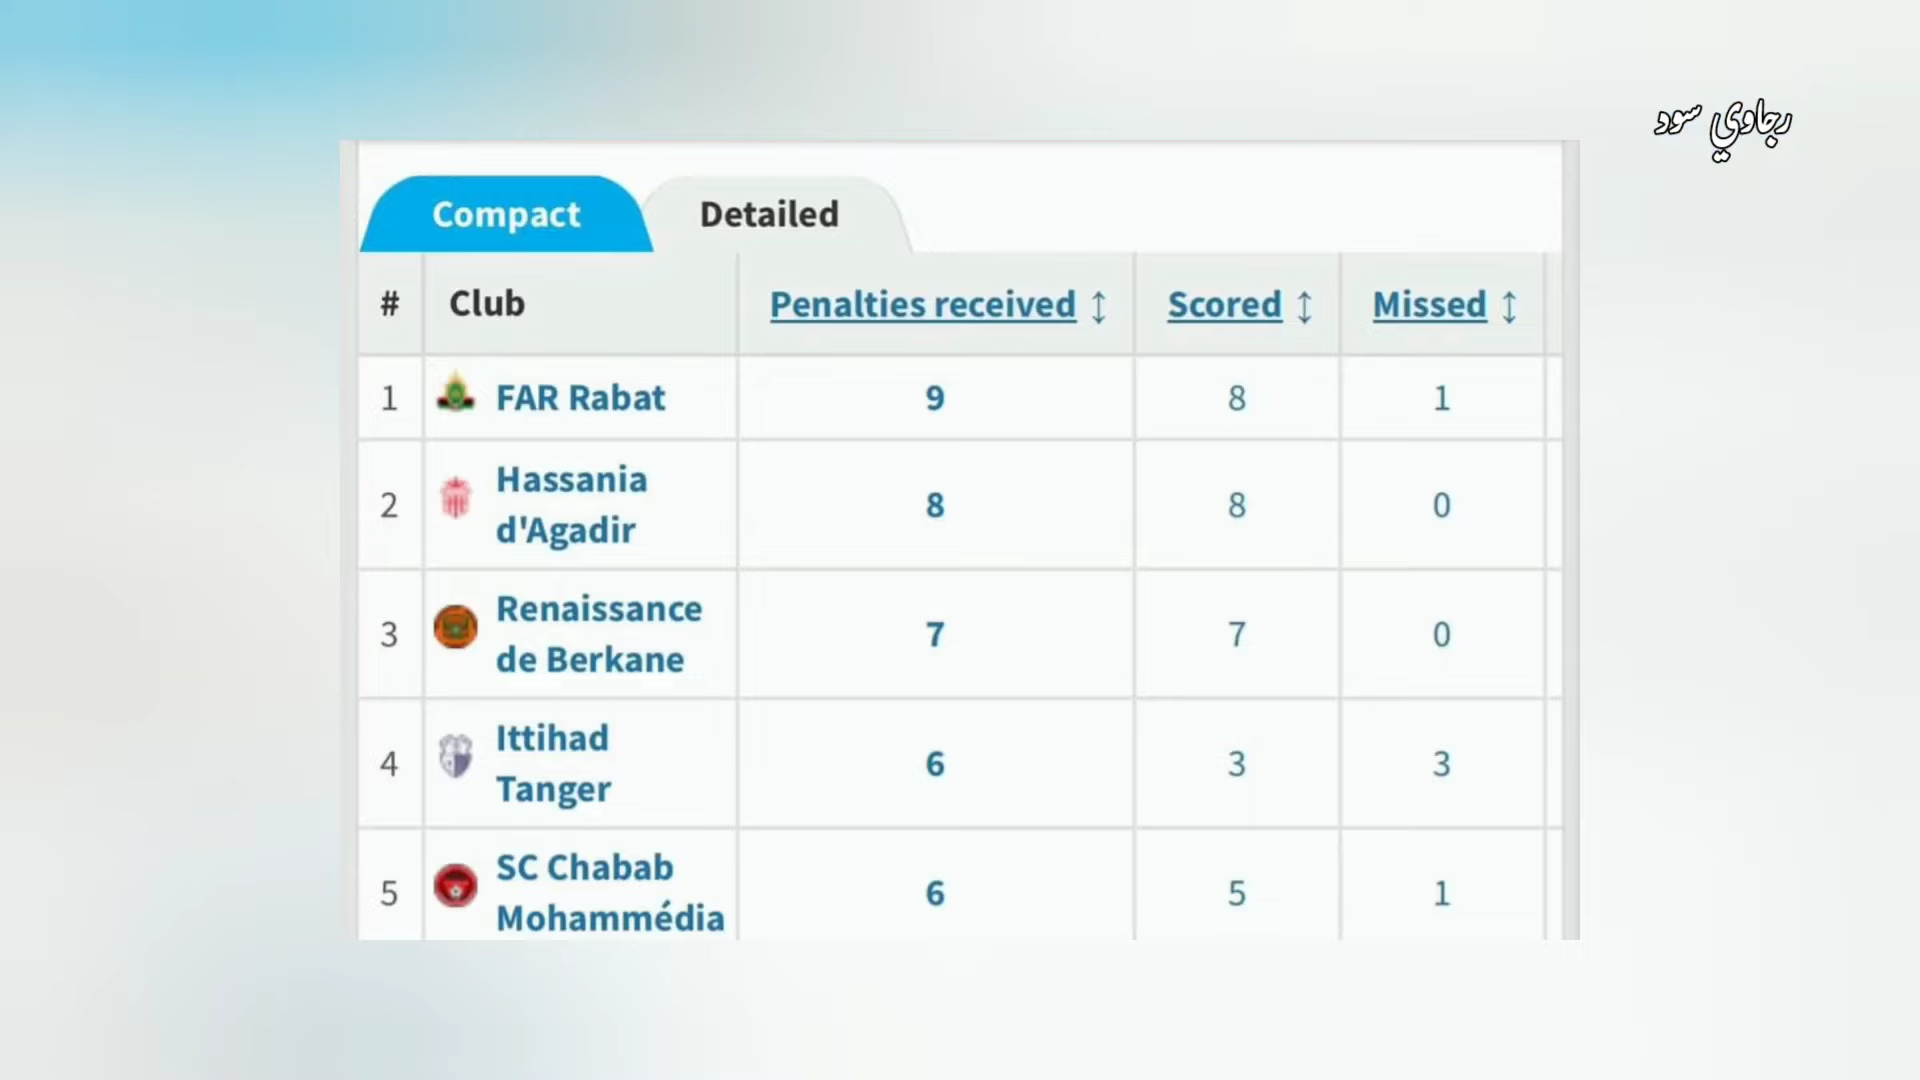 رجاوي سود
Compact Detailed
# Club Penalties received ↕ Scored ↕ Missed ↕
1 FAR Rabat 9 8 1
Hassania
2 8 8 0
d'Agadir
Renaissance
3 7 7 0
de Berkane
Ittihad
4 6 3 3
Tanger
SC Chabab
5 6 5 1
Mohammédia